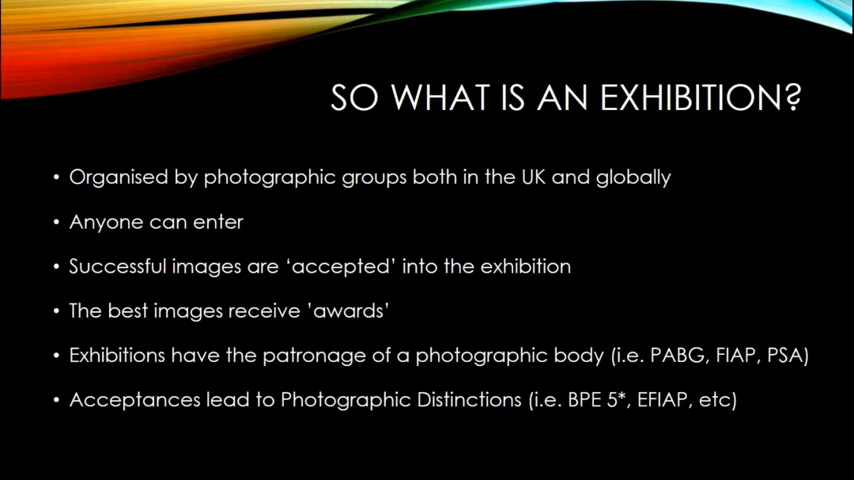 SO WHAT IS AN EXHIBITION?
• Organised by photographic groups both in the UK and globally
• Anyone can enter
• Successful images are ‘accepted’ into the exhibition
• The best images receive ’awards’
• Exhibitions have the patronage of a photographic body (i.e. PABG, FIAP, PSA)
• Acceptances lead to Photographic Distinctions (i.e. BPE 5*, EFIAP, etc)